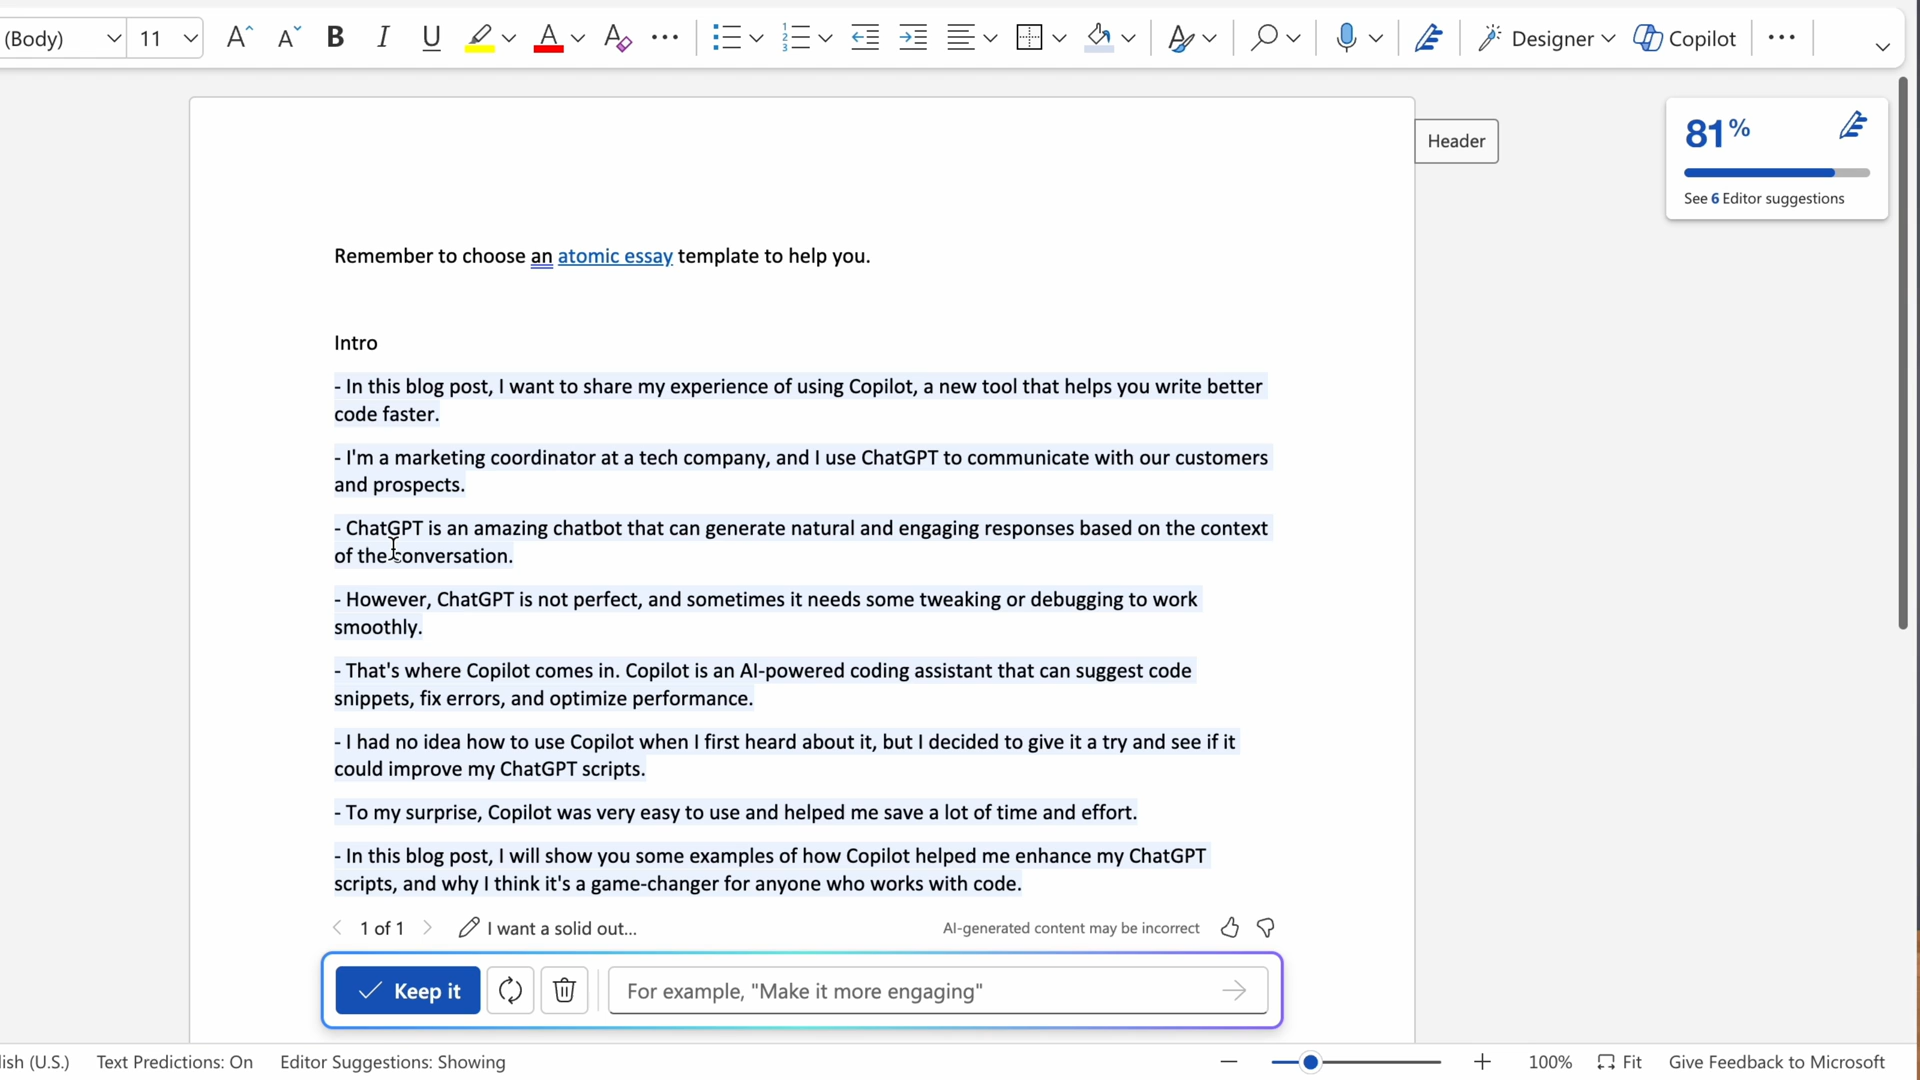 (Body) 11 Designer Copilot
Header
81%
See 6 Editor suggestions
Remember to choose an atomic essay template to help you.
Intro
- In this blog post, I want to share my experience of using Copilot, a new tool that helps you write better
code faster.
- I'm a marketing coordinator at a tech company, and I use ChatGPT to communicate with our customers
and prospects.
- ChatGPT is an amazing chatbot that can generate natural and engaging responses based on the context
of the conversation.
- However, ChatGPT is not perfect, and sometimes it needs some tweaking or debugging to work
smoothly.
- That's where Copilot comes in. Copilot is an AI-powered coding assistant that can suggest code
snippets, fix errors, and optimize performance.
- I had no idea how to use Copilot when I first heard about it, but I decided to give it a try and see if it
could improve my ChatGPT scripts.
- To my surprise, Copilot was very easy to use and helped me save a lot of time and effort.
- In this blog post, I will show you some examples of how Copilot helped me enhance my ChatGPT
scripts, and why I think it's a game-changer for anyone who works with code.
1 of 1 I want a solid out... AI-generated content may be incorrect
Keep it For example, "Make it more engaging"
lish (U.S.) Text Predictions: On Editor Suggestions: Showing 100% Fit Give Feedback to Microsoft